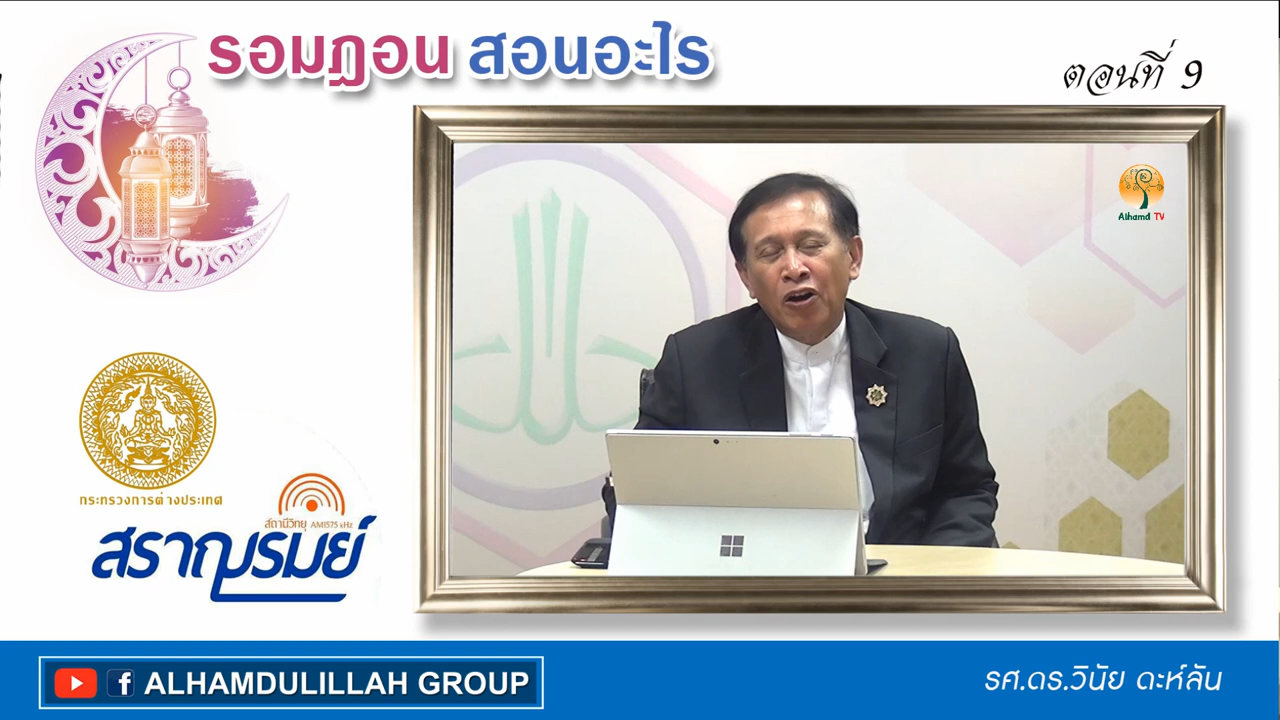 รอมฎอน สอนอะไร
ตอนที่ 9
Alhamd TV
กระทรวงการต่างประเทศ
สถานีวิทยุ AM1575 kHz
สราญรมย์
ALHAMDULILLAH GROUP
รศ.ดร.วินัย ดะห์ลัน